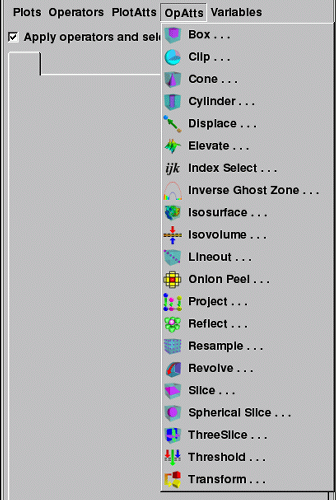 Plots Operators PlotAtts OpAtts Variables
Apply operators and sel
Box . . .
Clip . . .
Cone . . .
Cylinder . . .
Displace . . .
Elevate . . .
ijk Index Select . . .
Inverse Ghost Zone . . .
Isosurface . . .
Isovolume . . .
Lineout . . .
Onion Peel . . .
Project . . .
Reflect . . .
Resample . . .
Revolve . . .
Slice . . .
Spherical Slice . . .
ThreeSlice . . .
Threshold . . .
Transform . . .